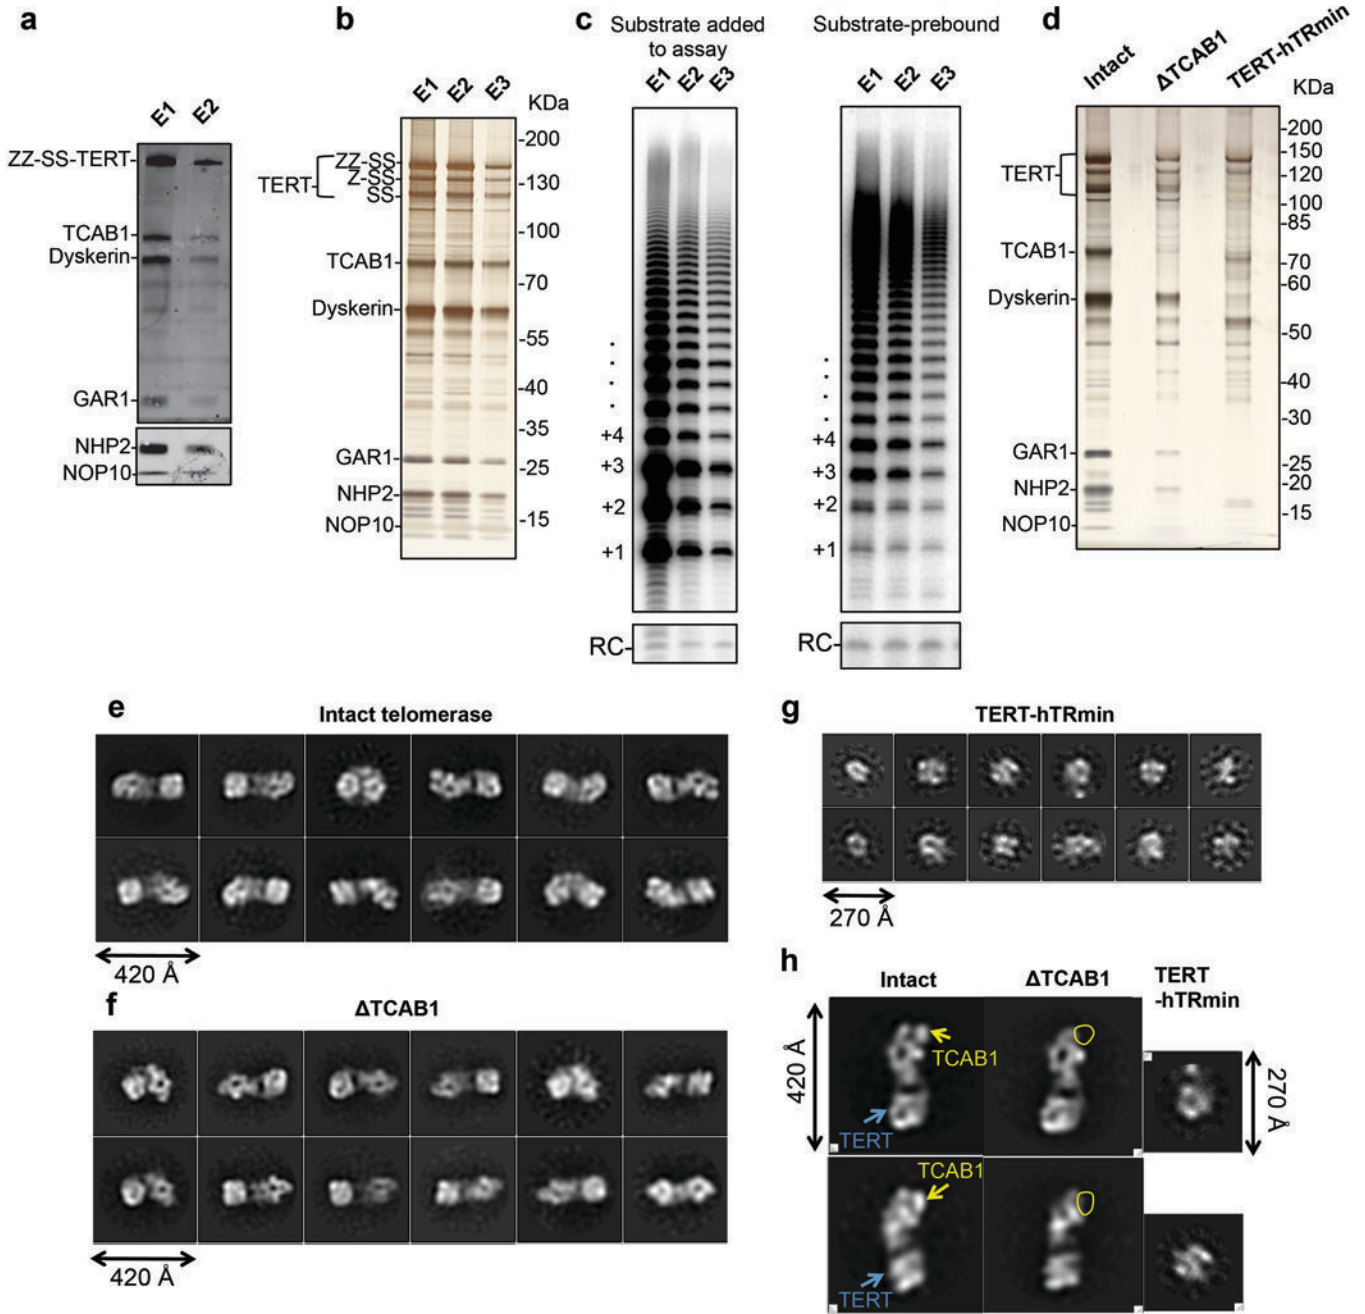 a
E1 E2
ZZ-SS-TERT
TCAB1
Dyskerin
GAR1
NHP2
NOP10
b
E1 E2 E3
KDa
TERT
ZZ-SS
Z-SS
SS
TCAB1
Dyskerin
GAR1
NHP2
NOP10
-200
-130
-100
-70
-55
-40
-35
-25
-15
c
Substrate added
to assay
E1 E2 E3
+4
+3
+2
+1
RC
Substrate-prebound
E1 E2 E3
+4
+3
+2
+1
RC
d
Intact
ΔTCAB1
TERT-hTRmin
KDa
TERT
TCAB1
Dyskerin
GAR1
NHP2
NOP10
-200
-150
-120
-100
-85
-70
-60
-50
-40
-30
-25
-20
-15
e
Intact telomerase
420 Å
f
ΔTCAB1
420 Å
g
TERT-hTRmin
270 Å
h
Intact
ΔTCAB1
TERT
-hTRmin
420 Å
TCAB1
TERT
270 Å
TCAB1
TERT